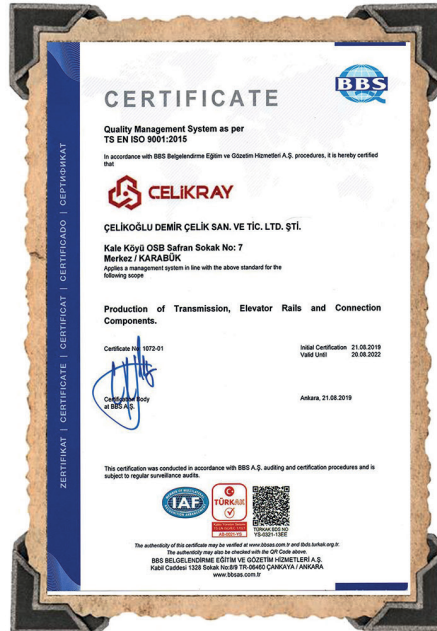 BBS
CERTIFICATE
Quality Management System as per
TS EN ISO 9001:2015
In accordance with BBS Belgelendirme Eğitim ve Gözetim Hizmetleri A.Ş. procedures, it is hereby certified
that
CELiKRAY
ÇELİKOĞLU DEMİR ÇELİK SAN. VE TİC. LTD. ŞTİ.
Kale Köyü OSB Safran Sokak No: 7
Merkez / KARABÜK
Applies a management system in line with the above standard for the
following scope
Production of Transmission, Elevator Rails and Connection
Components.
Certificate No: 1072-01
Initial Certification 21.08.2019
Valid Until 20.08.2022
Certification Body
at BBS A.Ş.
Ankara, 21.08.2019
This certification was conducted in accordance with BBS A.Ş. auditing and certification procedures and is
subject to regular surveillance audits.
IAF
TÜRKAK
AS-0321-YS
TÜRKAK BDS NO
YS-0321-13EE
The authenticity of this certificate may be verified at www.bbsas.com.tr and tbds.turkak.org.tr.
The authenticity may also be checked with the QR Code above.
BBS BELGELENDİRME EĞİTİM VE GÖZETİM HİZMETLERİ A.Ş.
Kabil Caddesi 1328 Sokak No:8/9 TR-06460 ÇANKAYA / ANKARA
www.bbsas.com.tr
ZERTIFIKAT | CERTIFICATE | CERTIFICAT | CERTIFICADO | СЕРТИФИКАТ